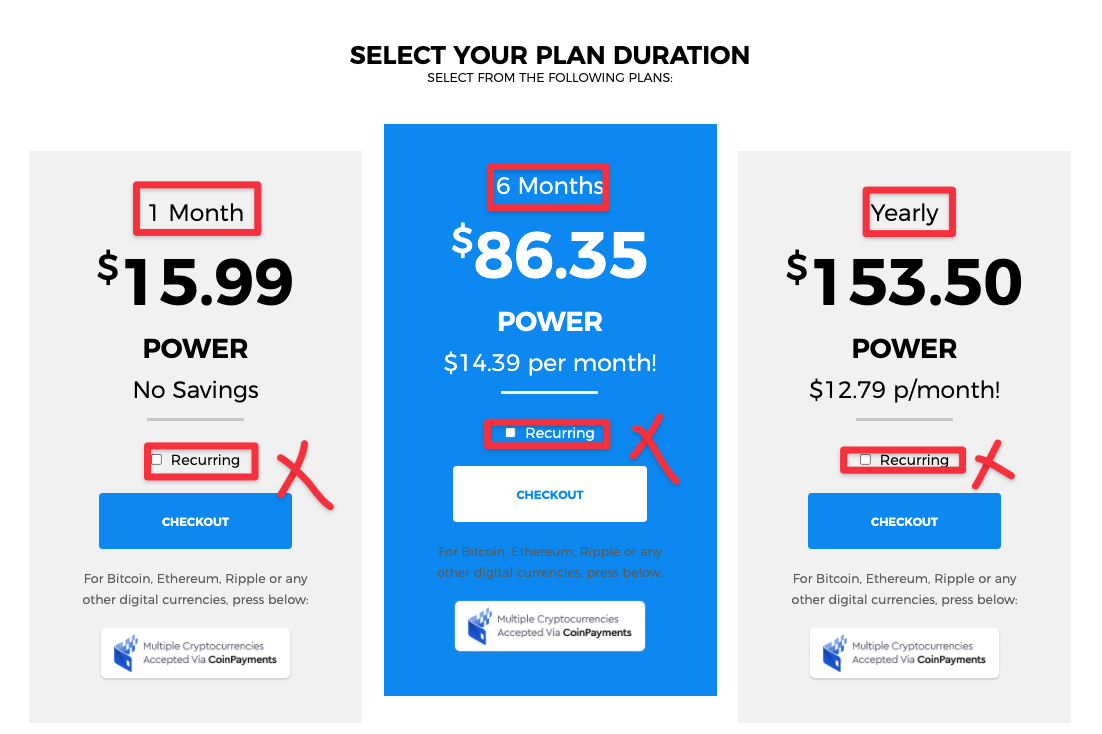 SELECT YOUR PLAN DURATION
SELECT FROM THE FOLLOWING PLANS:
1 Month
$15.99
POWER
No Savings
Recurring
CHECKOUT
For Bitcoin, Ethereum, Ripple or any
other digital currencies, press below:
Multiple Cryptocurrencies
Accepted Via CoinPayments
6 Months
$86.35
POWER
$14.39 per month!
Recurring
CHECKOUT
For Bitcoin, Ethereum, Ripple or any
other digital currencies, press below:
Multiple Cryptocurrencies
Accepted Via CoinPayments
Yearly
$153.50
POWER
$12.79 p/month!
Recurring
CHECKOUT
For Bitcoin, Ethereum, Ripple or any
other digital currencies, press below:
Multiple Cryptocurrencies
Accepted Via CoinPayments